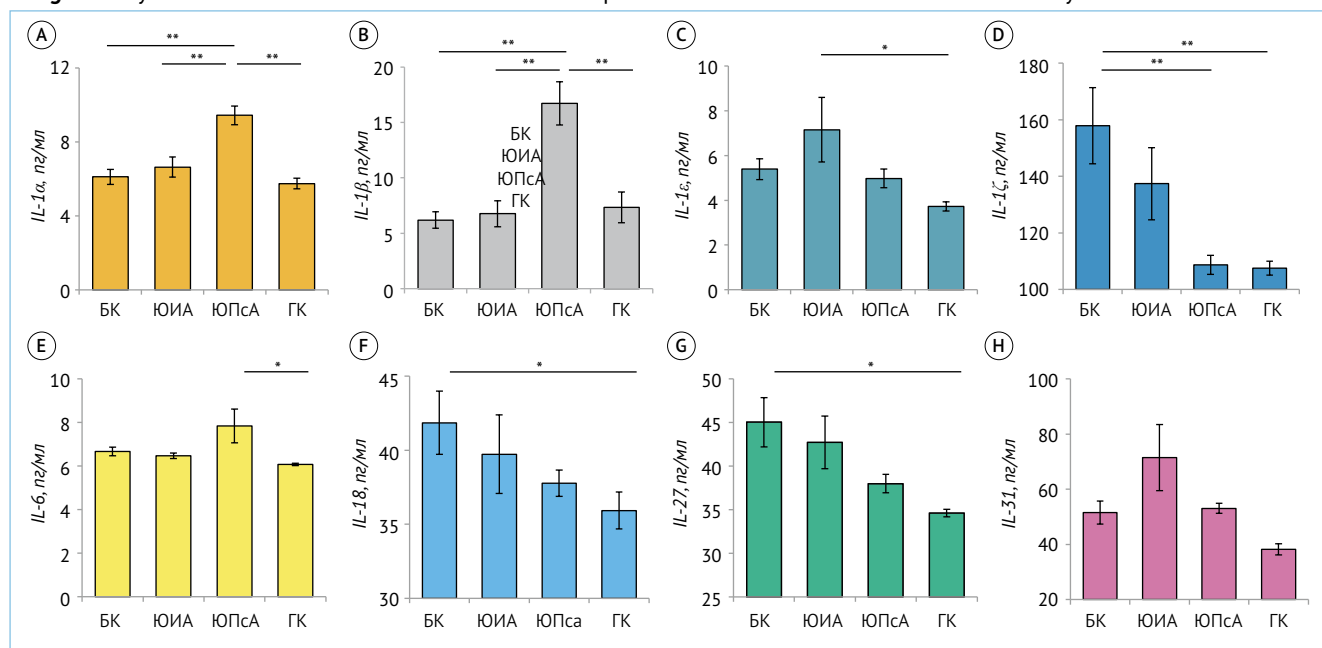 A
**
**
**
12
8
4
0
IL-1α, пг/мл
БК ЮИА ЮПсА ГК
B
**
**
**
20
15
10
5
0
IL-1β, пг/мл
БК
ЮИА
ЮПсА
ГК
БК ЮИА ЮПсА ГК
C
*
10
8
6
4
2
0
IL-1ε, пг/мл
БК ЮИА ЮПсА ГК
D
**
**
180
160
140
120
100
IL-1ζ, пг/мл
БК ЮИА ЮПсА ГК
E
*
10
8
6
4
2
0
IL-6, пг/мл
БК ЮИА ЮПсА ГК
F
*
45
40
35
30
IL-18, пг/мл
БК ЮИА ЮПса ГК
G
*
50
45
40
35
30
25
IL-27, пг/мл
БК ЮИА ЮПсА ГК
H
100
80
60
40
20
IL-31, пг/мл
БК ЮИА ЮПсА ГК